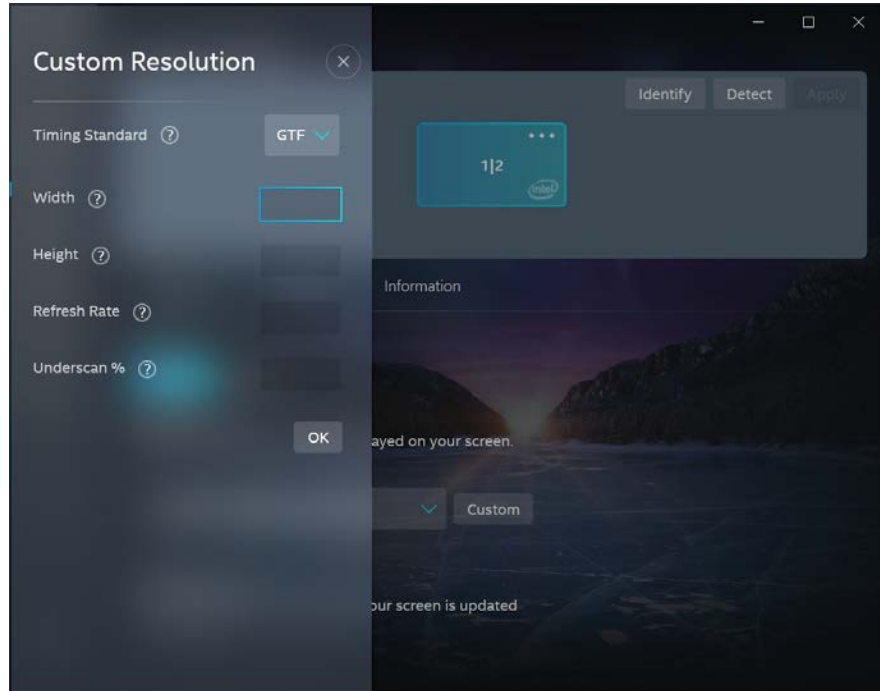 Custom Resolution
Identify Detect Apply
Timing Standard ? GTF
1|2
intel
Width ?
Height ?
Information
Refresh Rate ?
Underscan % ?
OK
ayed on your screen.
Custom
our screen is updated